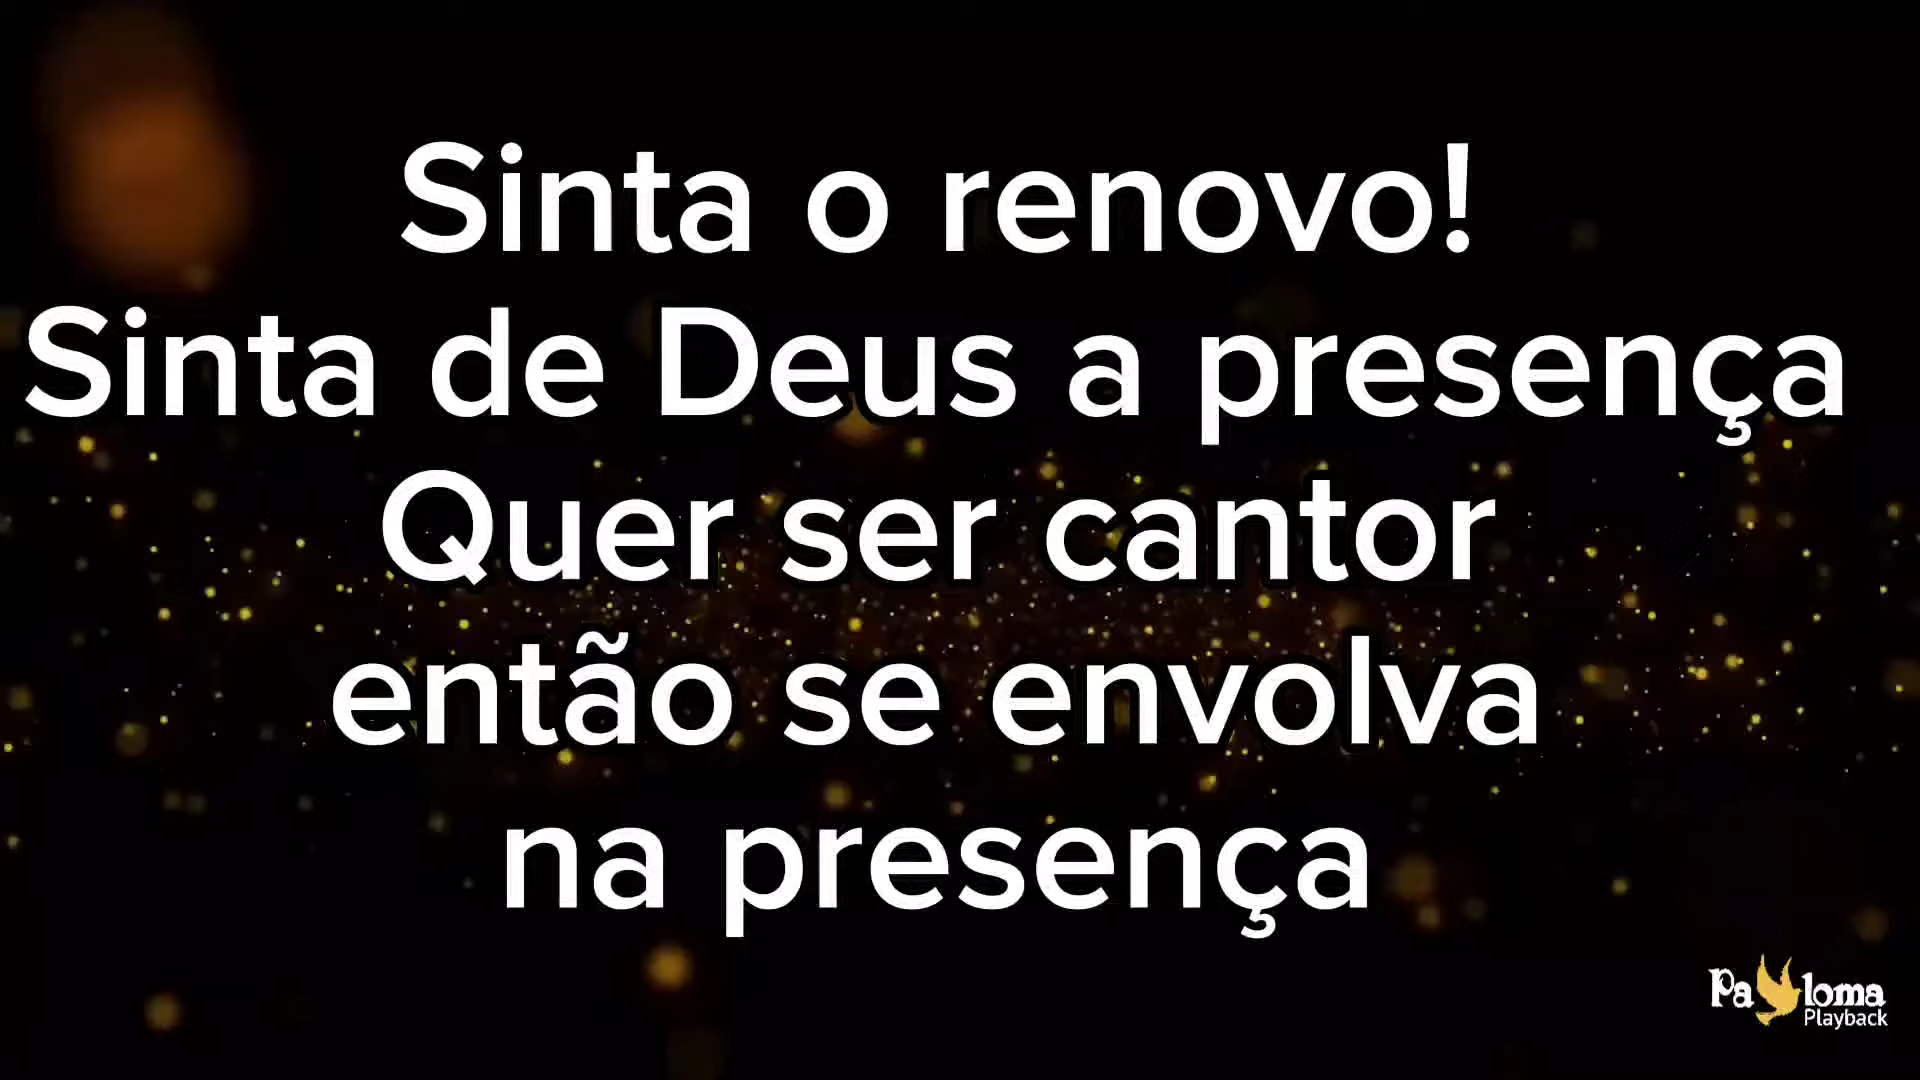 Sinta o renovo!
Sinta de Deus a presença
Quer ser cantor
então se envolva
na presença
Paloma
Playback